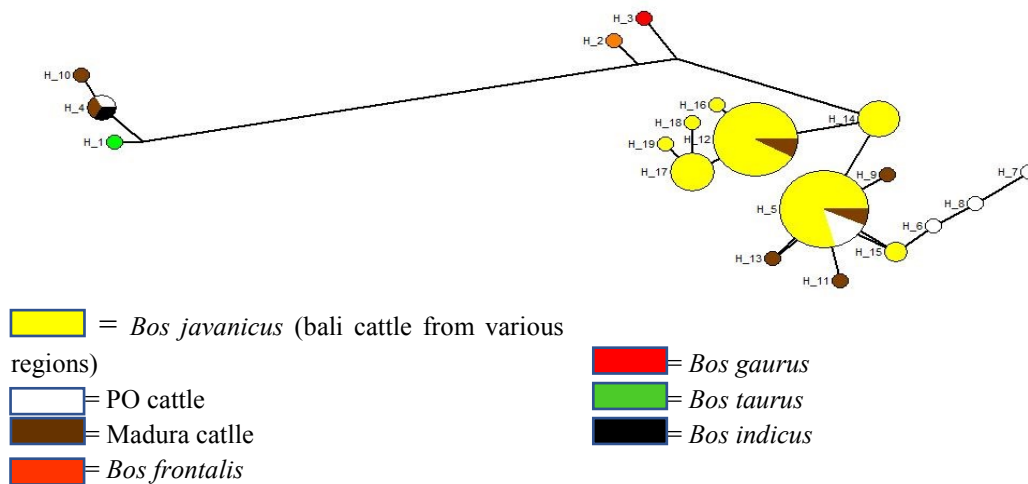 H_3
H_2
H_10
H_4
H_1
H_16
H_14
H_18
H_12
H_19
H_17
H_9
H_7
H_8
H_5
H_6
H_15
H_13
H_11
= Bos javanicus (bali cattle from various
regions)
= PO cattle
= Madura catlle
= Bos frontalis
= Bos gaurus
= Bos taurus
= Bos indicus